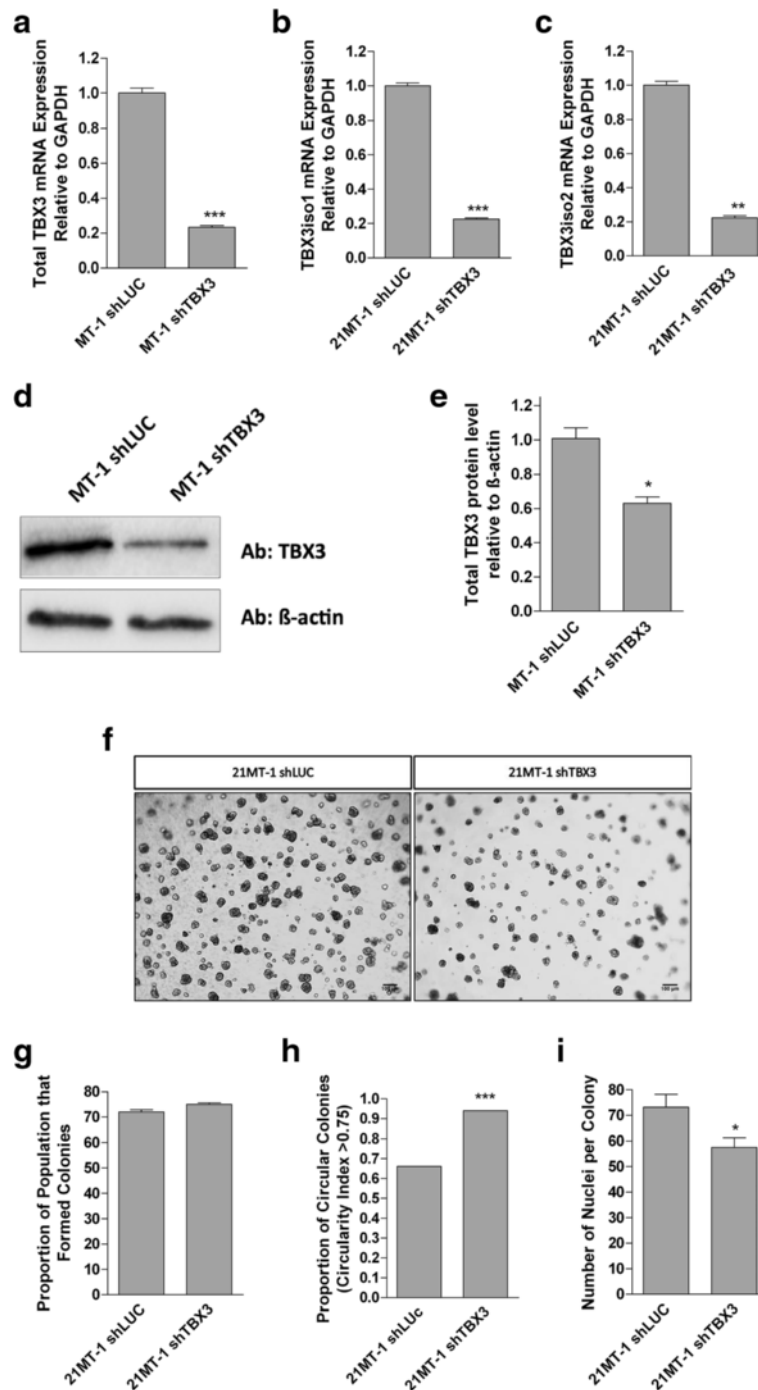 a
Total TBX3 mRNA Expression
Relative to GAPDH
1.2
1.0
0.8
0.6
0.4
0.2
0.0
***
MT-1 shLUC
MT-1 shTBX3
b
TBX3iso1 mRNA Expression
Relative to GAPDH
1.2
1.0
0.8
0.6
0.4
0.2
0.0
***
21MT-1 shLUC
21MT-1 shTBX3
c
TBX3iso2 mRNA Expression
Relative to GAPDH
1.2
1.0
0.8
0.6
0.4
0.2
0.0
**
21MT-1 shLUC
21MT-1 shTBX3
d
MT-1 shLUC
MT-1 shTBX3
Ab: TBX3
Ab: ß-actin
e
Total TBX3 protein level
relative to ß-actin
1.2
1.0
0.8
0.6
0.4
0.2
0.0
*
MT-1 shLUC
MT-1 shTBX3
f
21MT-1 shLUC
21MT-1 shTBX3
100 µm
g
Proportion of Population that
Formed Colonies
80
70
60
50
40
30
20
10
0
21MT-1 shLUC
21MT-1 shTBX3
h
Proportion of Circular Colonies
(Circularity Index >0.75)
1.0
0.9
0.8
0.7
0.6
0.5
0.4
0.3
0.2
0.1
0.0
***
21MT-1 shLUc
21MT-1 shTBX3
i
Number of Nuclei per Colony
80
70
60
50
40
30
20
10
0
*
21MT-1 shLUC
21MT-1 shTBX3